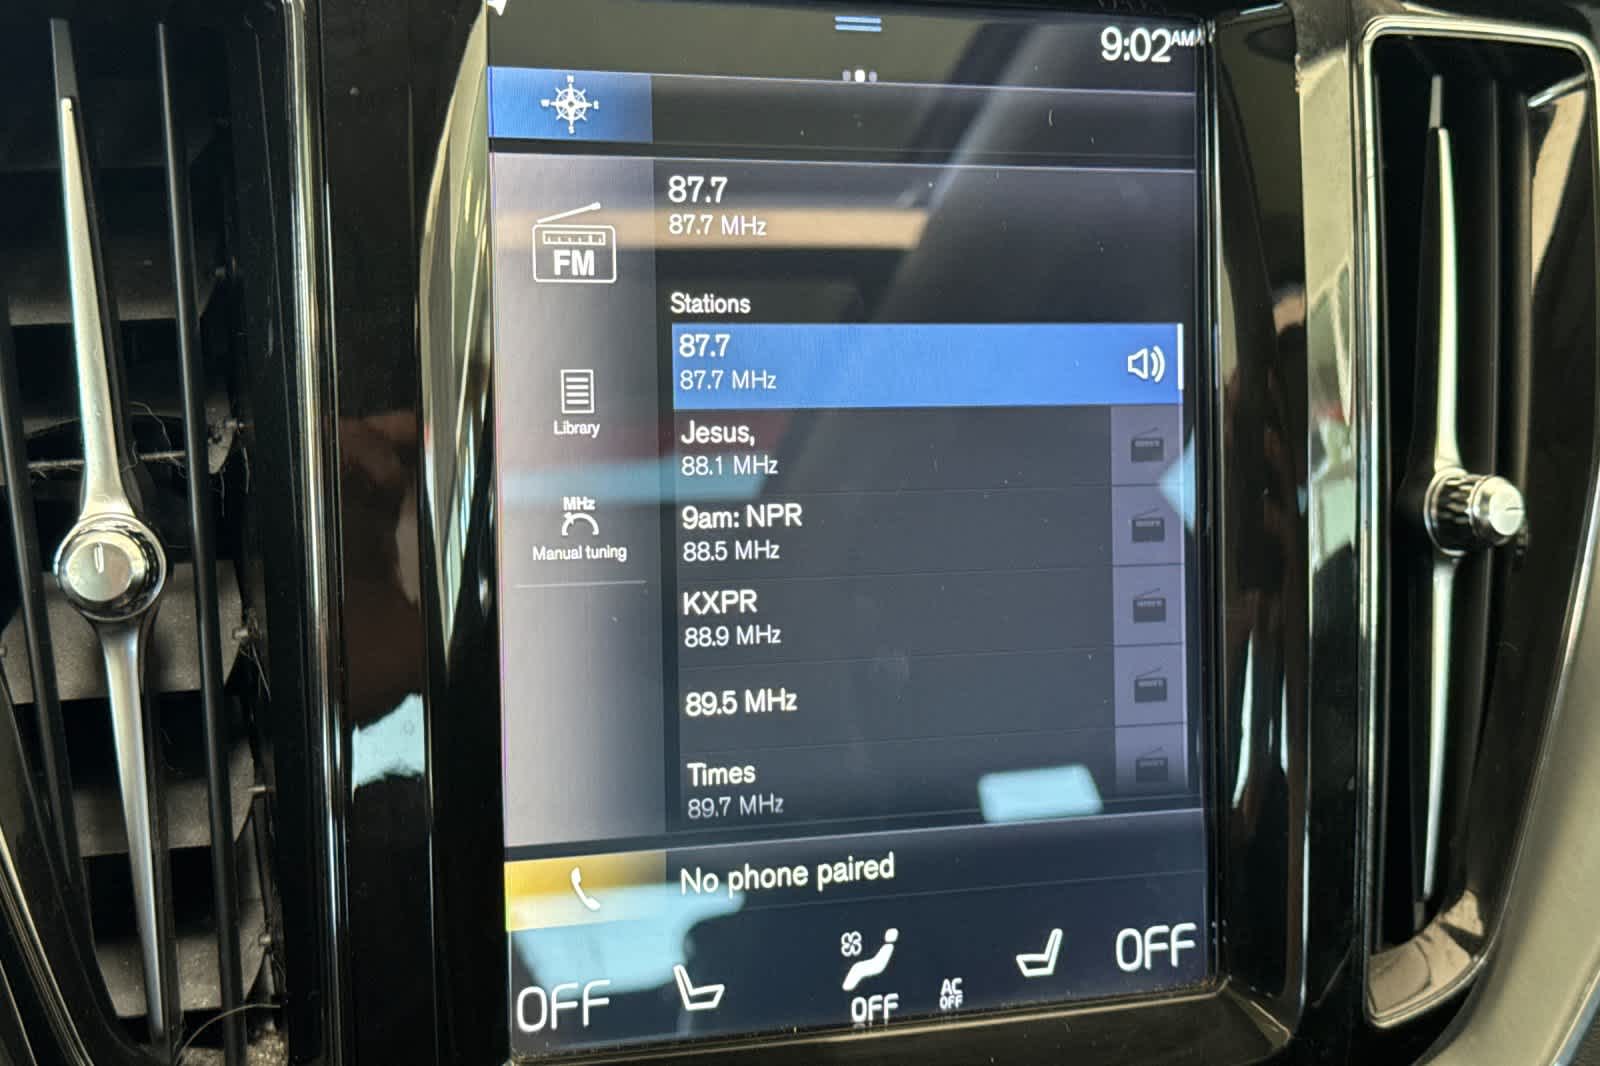 9:02AM
N
W E
S
87.7
87.7 MHz
FM
Stations
87.7
87.7 MHz
Library
Jesus,
88.1 MHz
MHz
Manual tuning
9am: NPR
88.5 MHz
KXPR
88.9 MHz
89.5 MHz
Times
89.7 MHz
No phone paired
OFF
OFF
AC
OFF
OFF